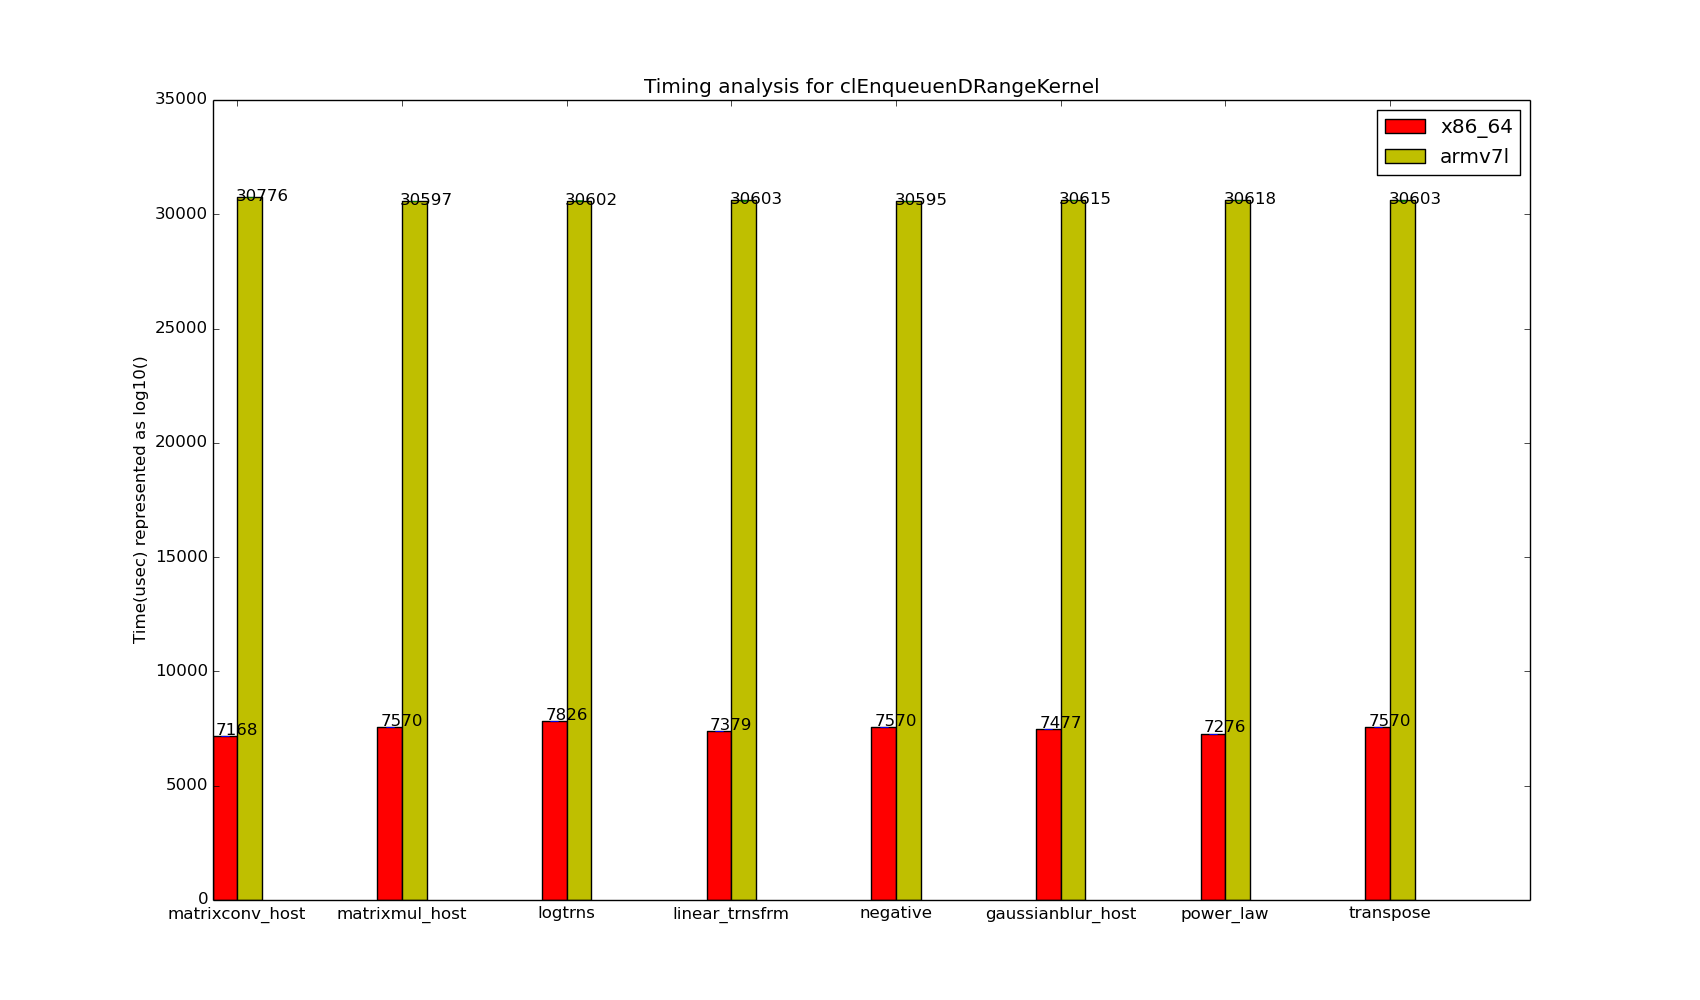 Timing analysis for clEnqueuenDRangeKernel
x86_64
armv7l
Time(usec) represented as log10()
35000
30000
25000
20000
15000
10000
5000
0
30776
30597
30602
30603
30595
30615
30618
30603
7168
7570
7826
7379
7570
7477
7276
7570
matrixconv_host
matrixmul_host
logtrns
linear_trnsfrm
negative
gaussianblur_host
power_law
transpose